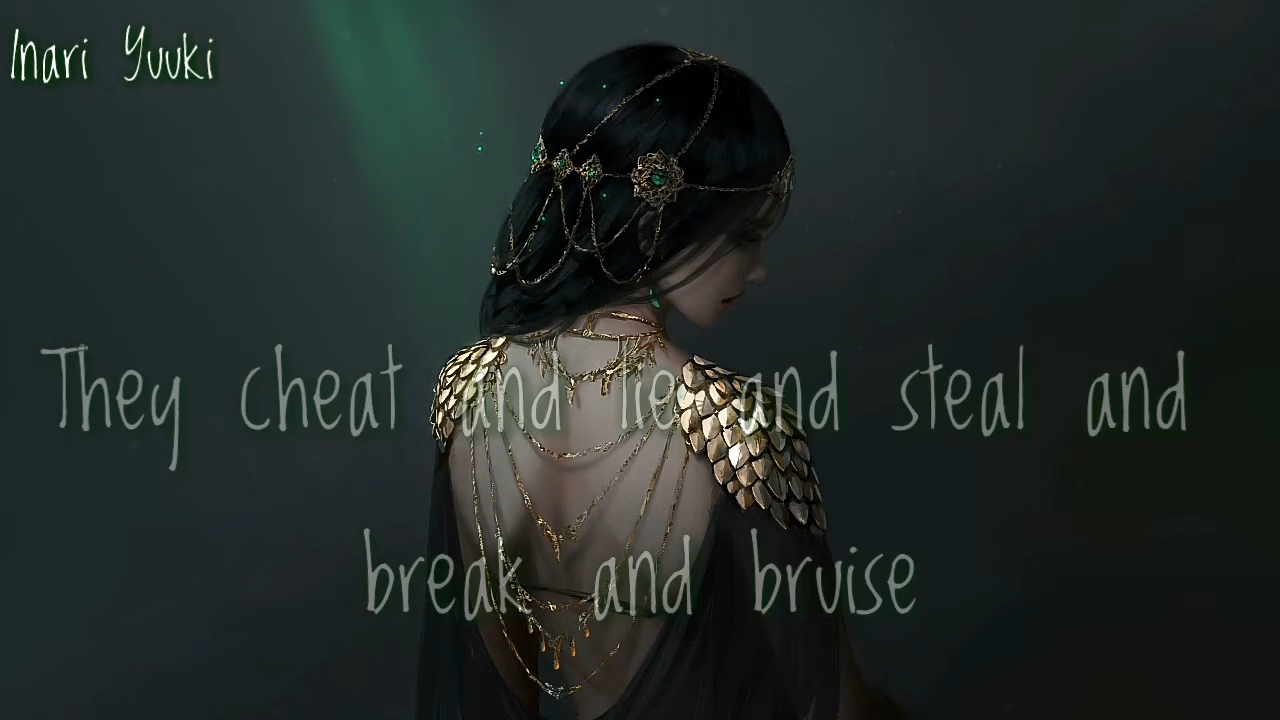 Inari Yuuki
They cheat and lie and steal and
break and bruise